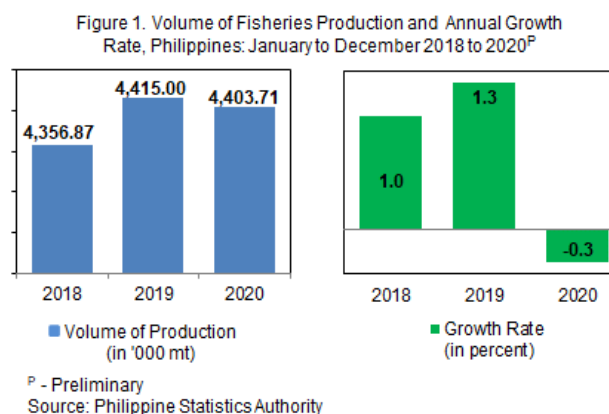 Figure 1. Volume of Fisheries Production and Annual Growth
Rate, Philippines: January to December 2018 to 2020ᴾ
4,356.87
4,415.00
4,403.71
2018 2019 2020
Volume of Production
(in '000 mt)
1.0
1.3
-0.3
2018 2019 2020
Growth Rate
(in percent)
ᴾ - Preliminary
Source: Philippine Statistics Authority